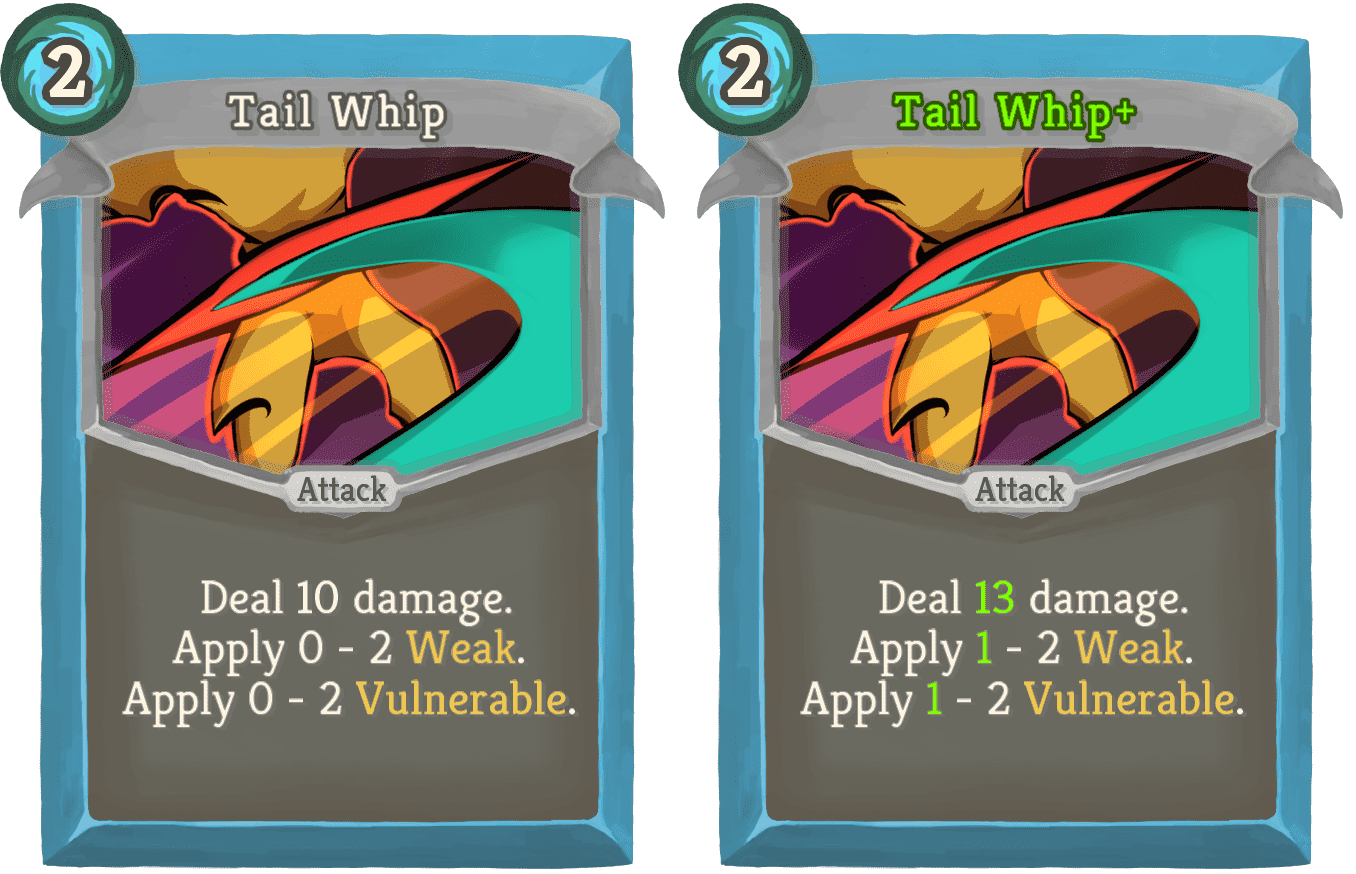 2
Tail Whip
Attack
Deal 10 damage.
Apply 0 - 2 Weak.
Apply 0 - 2 Vulnerable.
2
Tail Whip+
Attack
Deal 13 damage.
Apply 1 - 2 Weak.
Apply 1 - 2 Vulnerable.